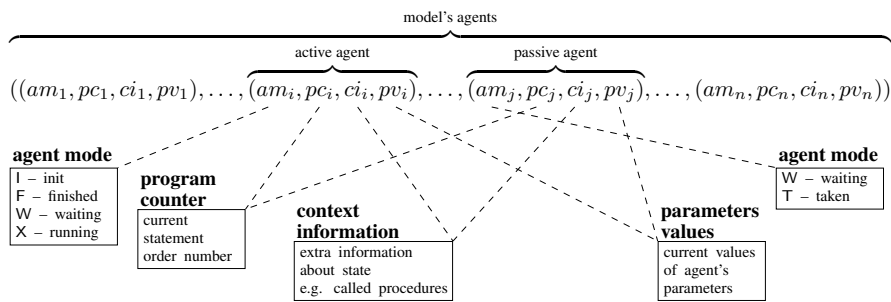 model's agents
active agent
passive agent
((am₁, pc₁, ci₁, pv₁), . . . , (amᵢ, pcᵢ, ciᵢ, pvᵢ), . . . , (amⱼ, pcⱼ, ciⱼ, pvⱼ), . . . , (amₙ, pcₙ, ciₙ, pvₙ))
agent mode
I – init
F – finished
W – waiting
X – running
program
counter
current
statement
order number
context
information
extra information
about state
e.g. called procedures
parameters
values
current values
of agent's
parameters
agent mode
W – waiting
T – taken